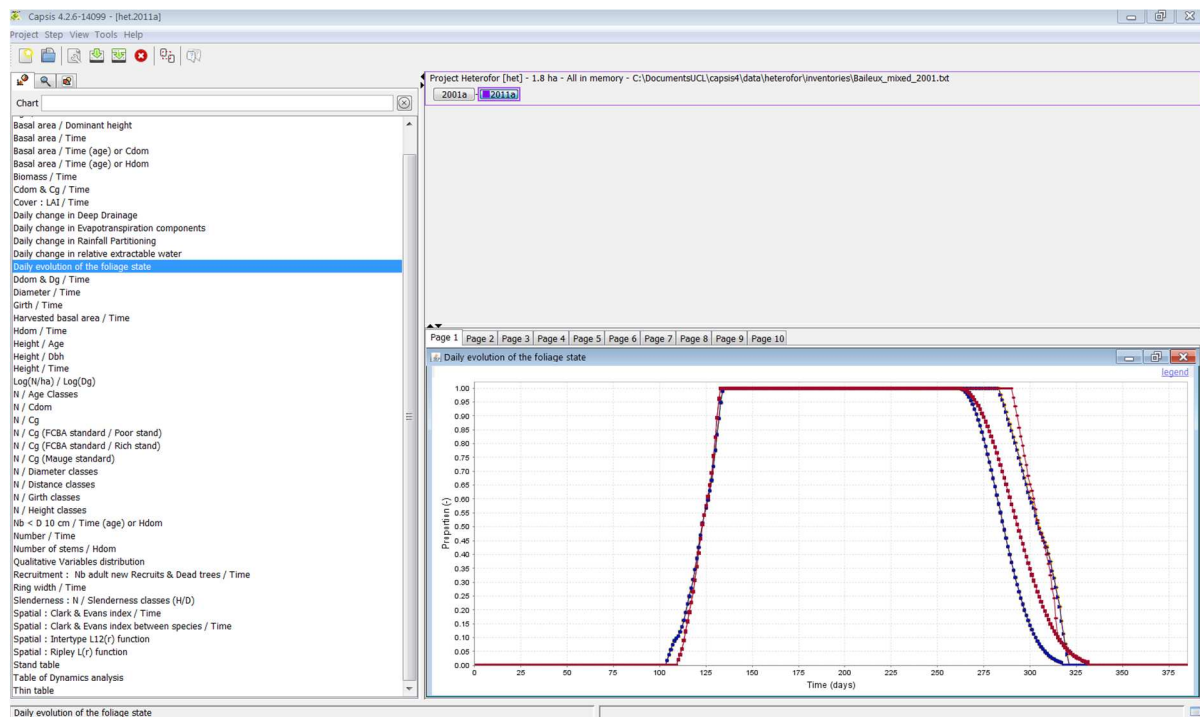 Capsis 4.2.6-14099 - [het.2011a]
Project Step View Tools Help
Chart
Basal area / Dominant height
Basal area / Time
Basal area / Time (age) or Cdom
Basal area / Time (age) or Hdom
Biomass / Time
Cdom & Cg / Time
Cover : LAI / Time
Daily change in Deep Drainage
Daily change in Evapotranspiration components
Daily change in Rainfall Partitioning
Daily change in relative extractable water
Daily evolution of the foliage state
Ddom & Dg / Time
Diameter / Time
Girth / Time
Harvested basal area / Time
Hdom / Time
Height / Age
Height / Dbh
Height / Time
Log(N/ha) / Log(Dg)
N / Age Classes
N / Cdom
N / Cg
N / Cg (FCBA standard / Poor stand)
N / Cg (FCBA standard / Rich stand)
N / Cg (Mauge standard)
N / Diameter classes
N / Distance classes
N / Girth classes
N / Height classes
Nb < D 10 cm / Time (age) or Hdom
Number / Time
Number of stems / Hdom
Qualitative Variables distribution
Recruitment : Nb adult new Recruits & Dead trees / Time
Ring width / Time
Slenderness : N / Slenderness classes (H/D)
Spatial : Clark & Evans index / Time
Spatial : Clark & Evans index between species / Time
Spatial : Intertype L12(r) function
Spatial : Ripley L(r) function
Stand table
Table of Dynamics analysis
Thin table
Project Heterofor [het] - 1.8 ha - All in memory - C:\DocumentsUCL\capsis4\data\heterofor\inventories\Baileux_mixed_2001.txt
2001a 2011a
Page 1 Page 2 Page 3 Page 4 Page 5 Page 6 Page 7 Page 8 Page 9 Page 10
Daily evolution of the foliage state
legend
1.00
0.95
0.90
0.85
0.80
0.75
0.70
0.65
0.60
0.55
0.50
0.45
0.40
0.35
0.30
0.25
0.20
0.15
0.10
0.05
0.00
Proportion (-)
0 25 50 75 100 125 150 175 200 225 250 275 300 325 350 375
Time (days)
Daily evolution of the foliage state